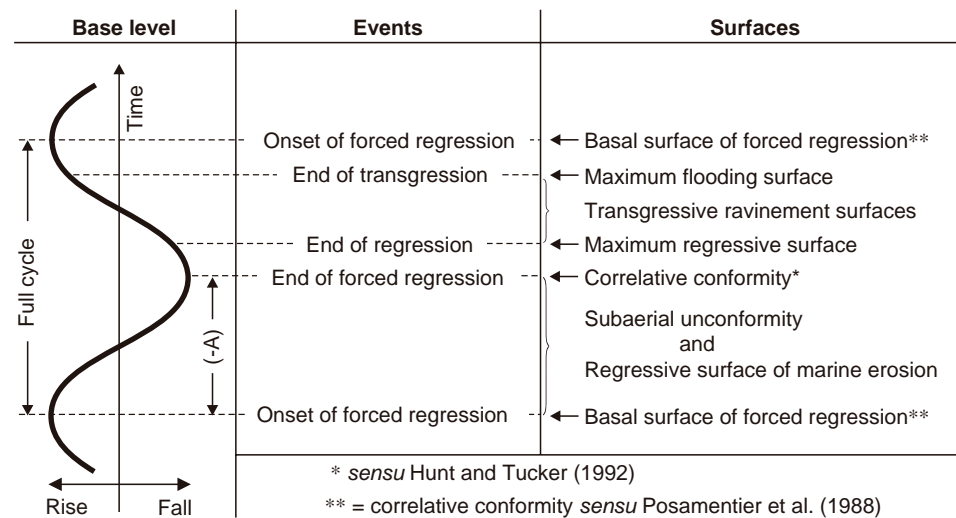 Base level Events Surfaces
Time
Onset of forced regression Basal surface of forced regression**
End of transgression Maximum flooding surface
Transgressive ravinement surfaces
End of regression Maximum regressive surface
End of forced regression Correlative conformity*
Full cycle
(-A)
Subaerial unconformity
and
Regressive surface of marine erosion
Onset of forced regression Basal surface of forced regression**
Rise Fall
* sensu Hunt and Tucker (1992)
** = correlative conformity sensu Posamentier et al. (1988)